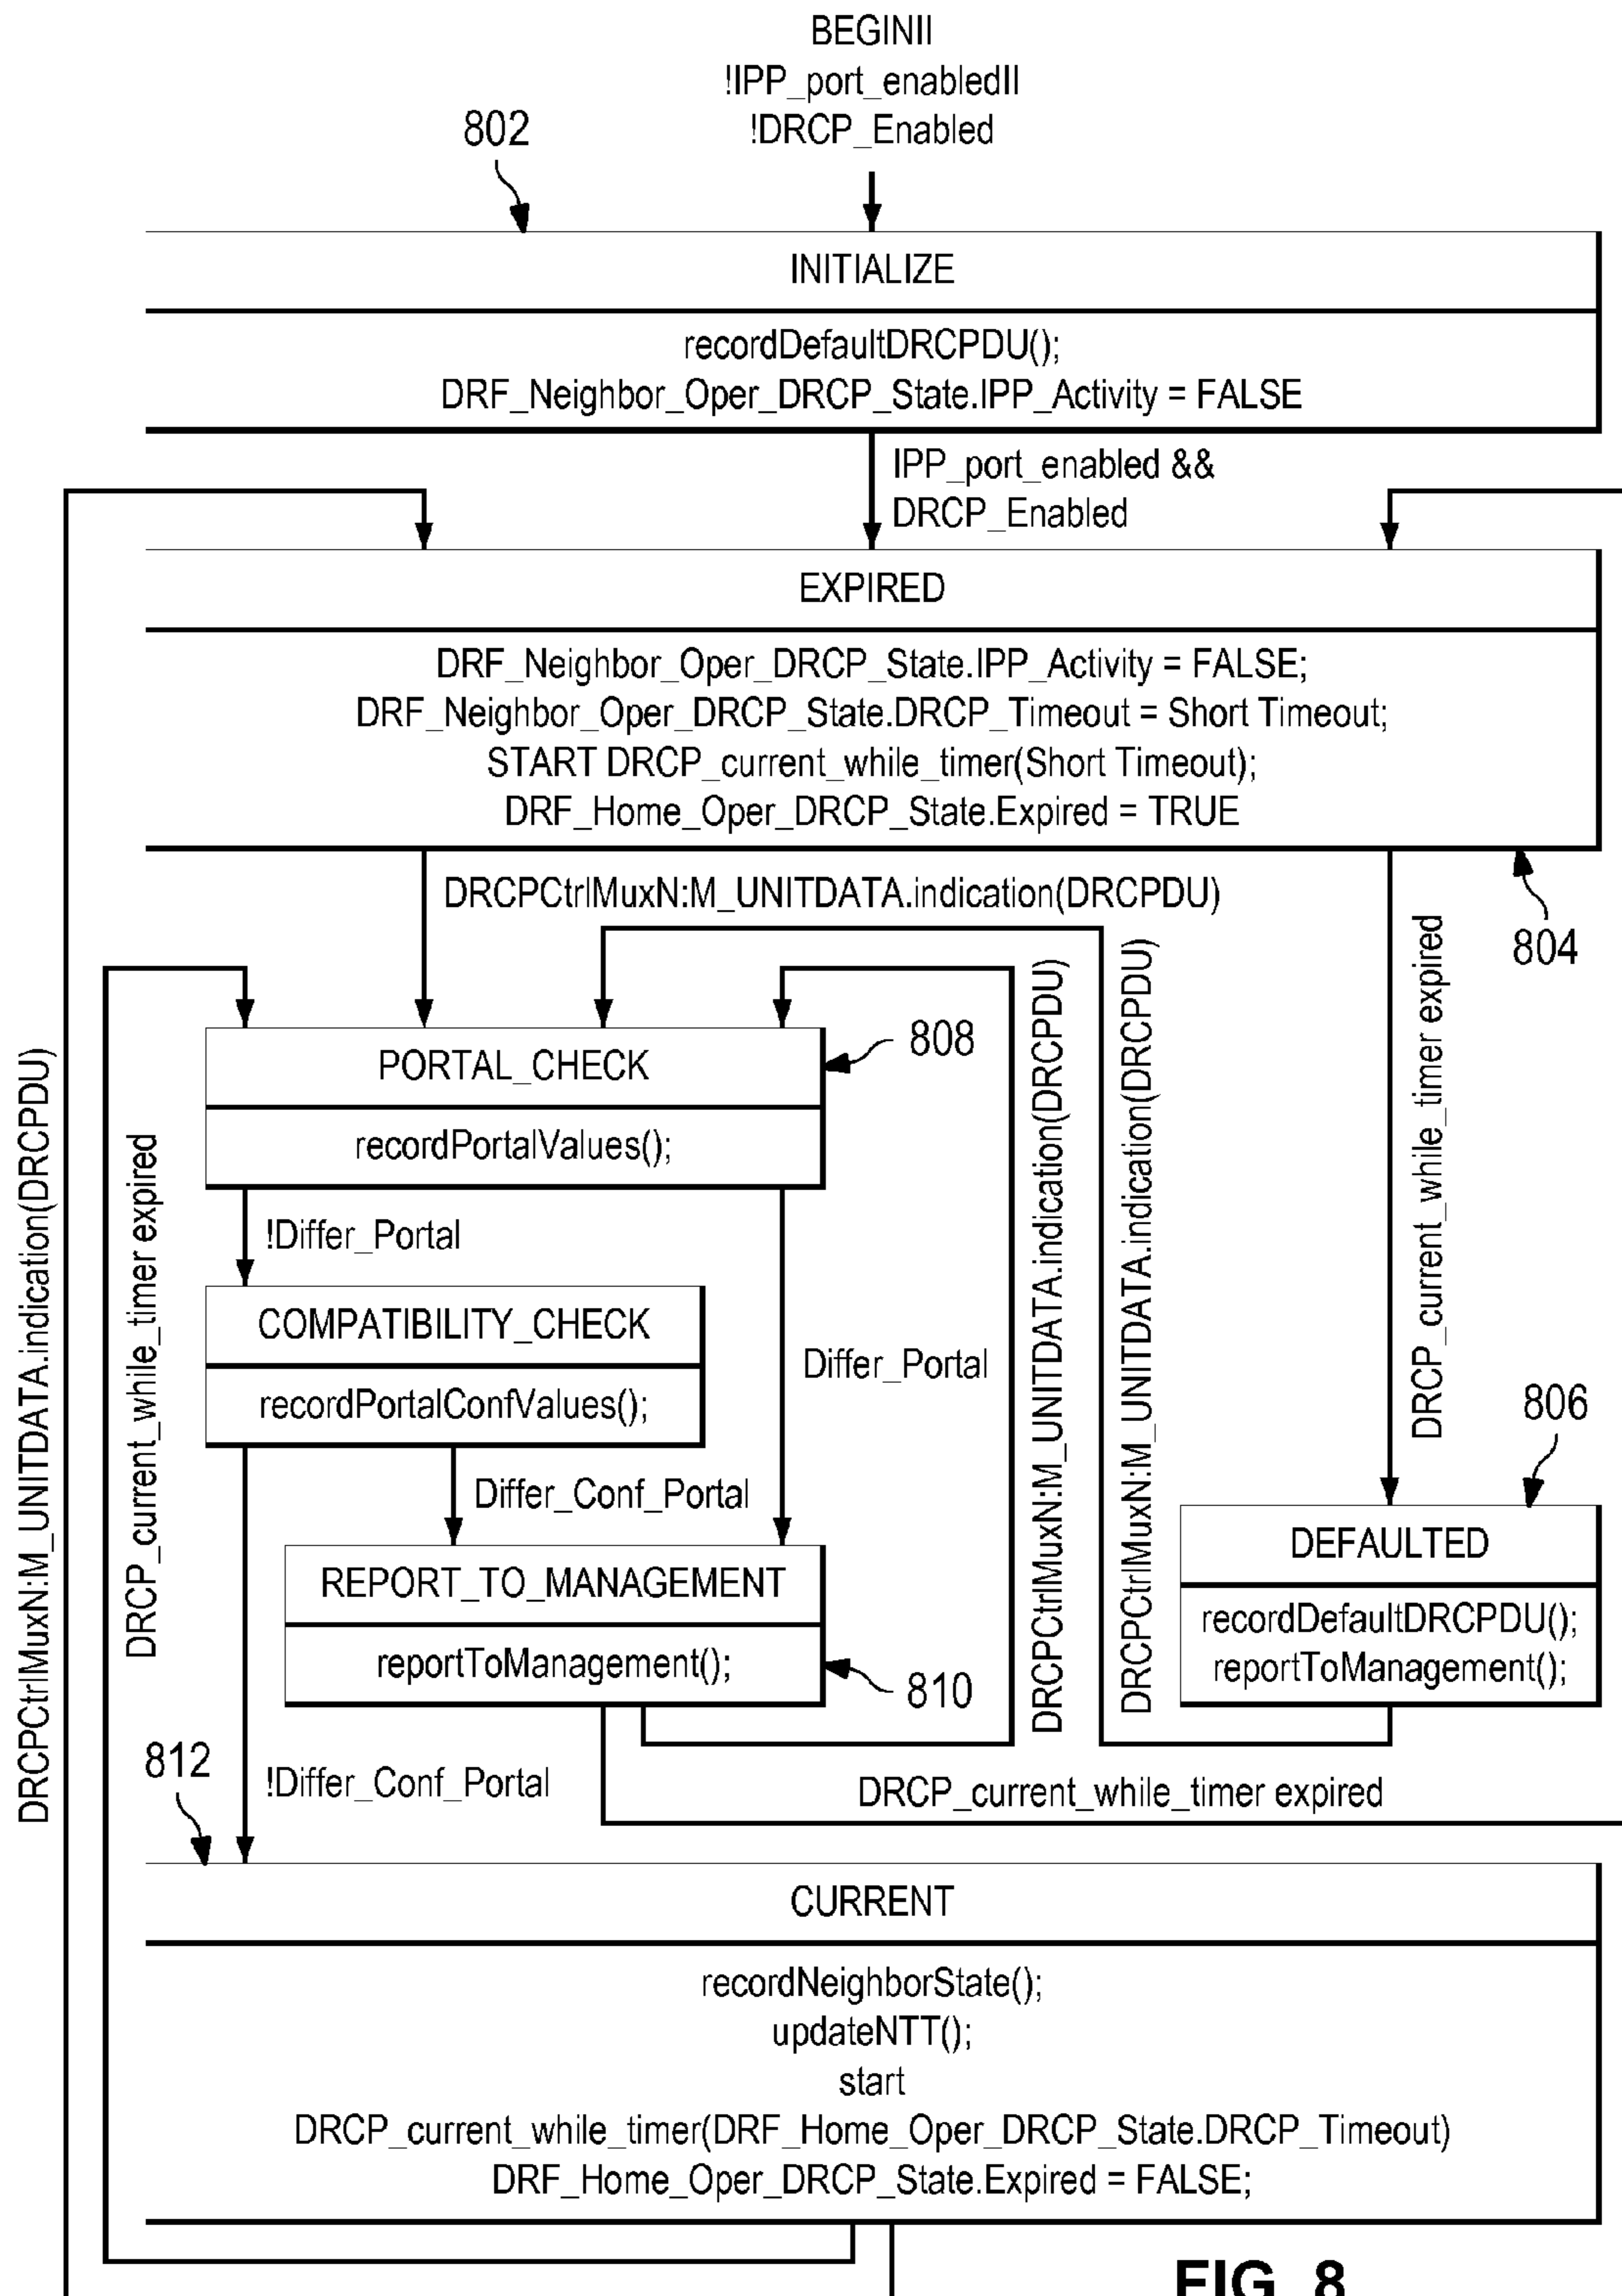 BEGINII
!IPP_port_enabledII
!DRCP_Enabled
802
INITIALIZE
recordDefaultDRCPDU();
DRF_Neighbor_Oper_DRCP_State.IPP_Activity = FALSE
IPP_port_enabled &&
DRCP_Enabled
EXPIRED
DRF_Neighbor_Oper_DRCP_State.IPP_Activity = FALSE;
DRF_Neighbor_Oper_DRCP_State.DRCP_Timeout = Short Timeout;
START DRCP_current_while_timer(Short Timeout);
DRF_Home_Oper_DRCP_State.Expired = TRUE
804
DRCPCtrlMuxN:M_UNITDATA.indication(DRCPDU)
DRCPCtrlMuxN:M_UNITDATA.indication(DRCPDU)
DRCP_current_while_timer expired
PORTAL_CHECK
recordPortalValues();
808
DRCPCtrlMuxN:M_UNITDATA.indication(DRCPDU)
DRCPCtrlMuxN:M_UNITDATA.indication(DRCPDU)
DRCP_current_while_timer expired
!Differ_Portal
COMPATIBILITY_CHECK
recordPortalConfValues();
Differ_Portal
Differ_Conf_Portal
806
DEFAULTED
recordDefaultDRCPDU();
reportToManagement();
REPORT_TO_MANAGEMENT
reportToManagement();
810
812
!Differ_Conf_Portal
DRCP_current_while_timer expired
CURRENT
recordNeighborState();
updateNTT();
start
DRCP_current_while_timer(DRF_Home_Oper_DRCP_State.DRCP_Timeout)
DRF_Home_Oper_DRCP_State.Expired = FALSE;
FIG. 8